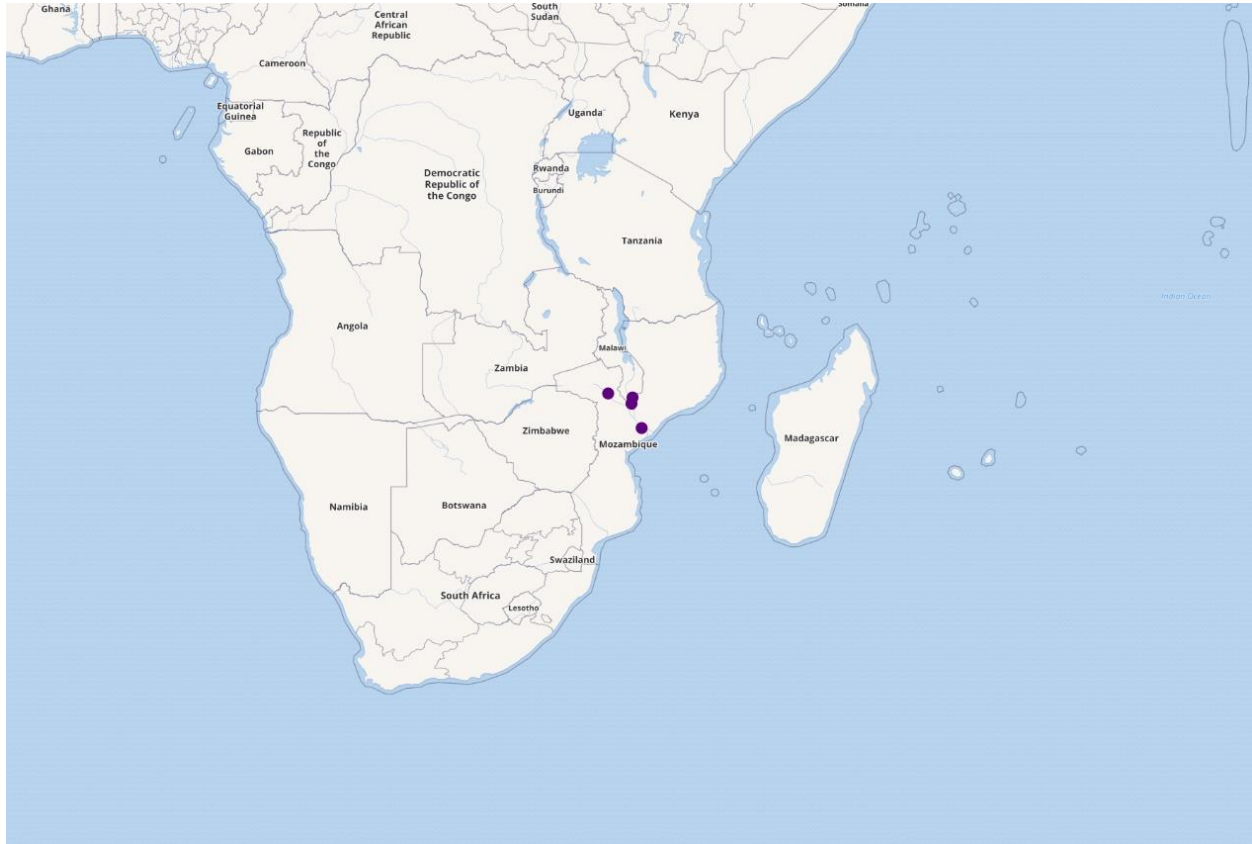 Ghana
Central
African
Republic
South
Sudan
Somalia
Cameroon
Equatorial
Guinea
Gabon
Republic
of
the
Congo
Democratic
Republic of
the Congo
Uganda
Kenya
Rwanda
Burundi
Tanzania
Indian Ocean
Angola
Malawi
Zambia
Zimbabwe
Mozambique
Madagascar
Namibia
Botswana
Swaziland
South Africa
Lesotho